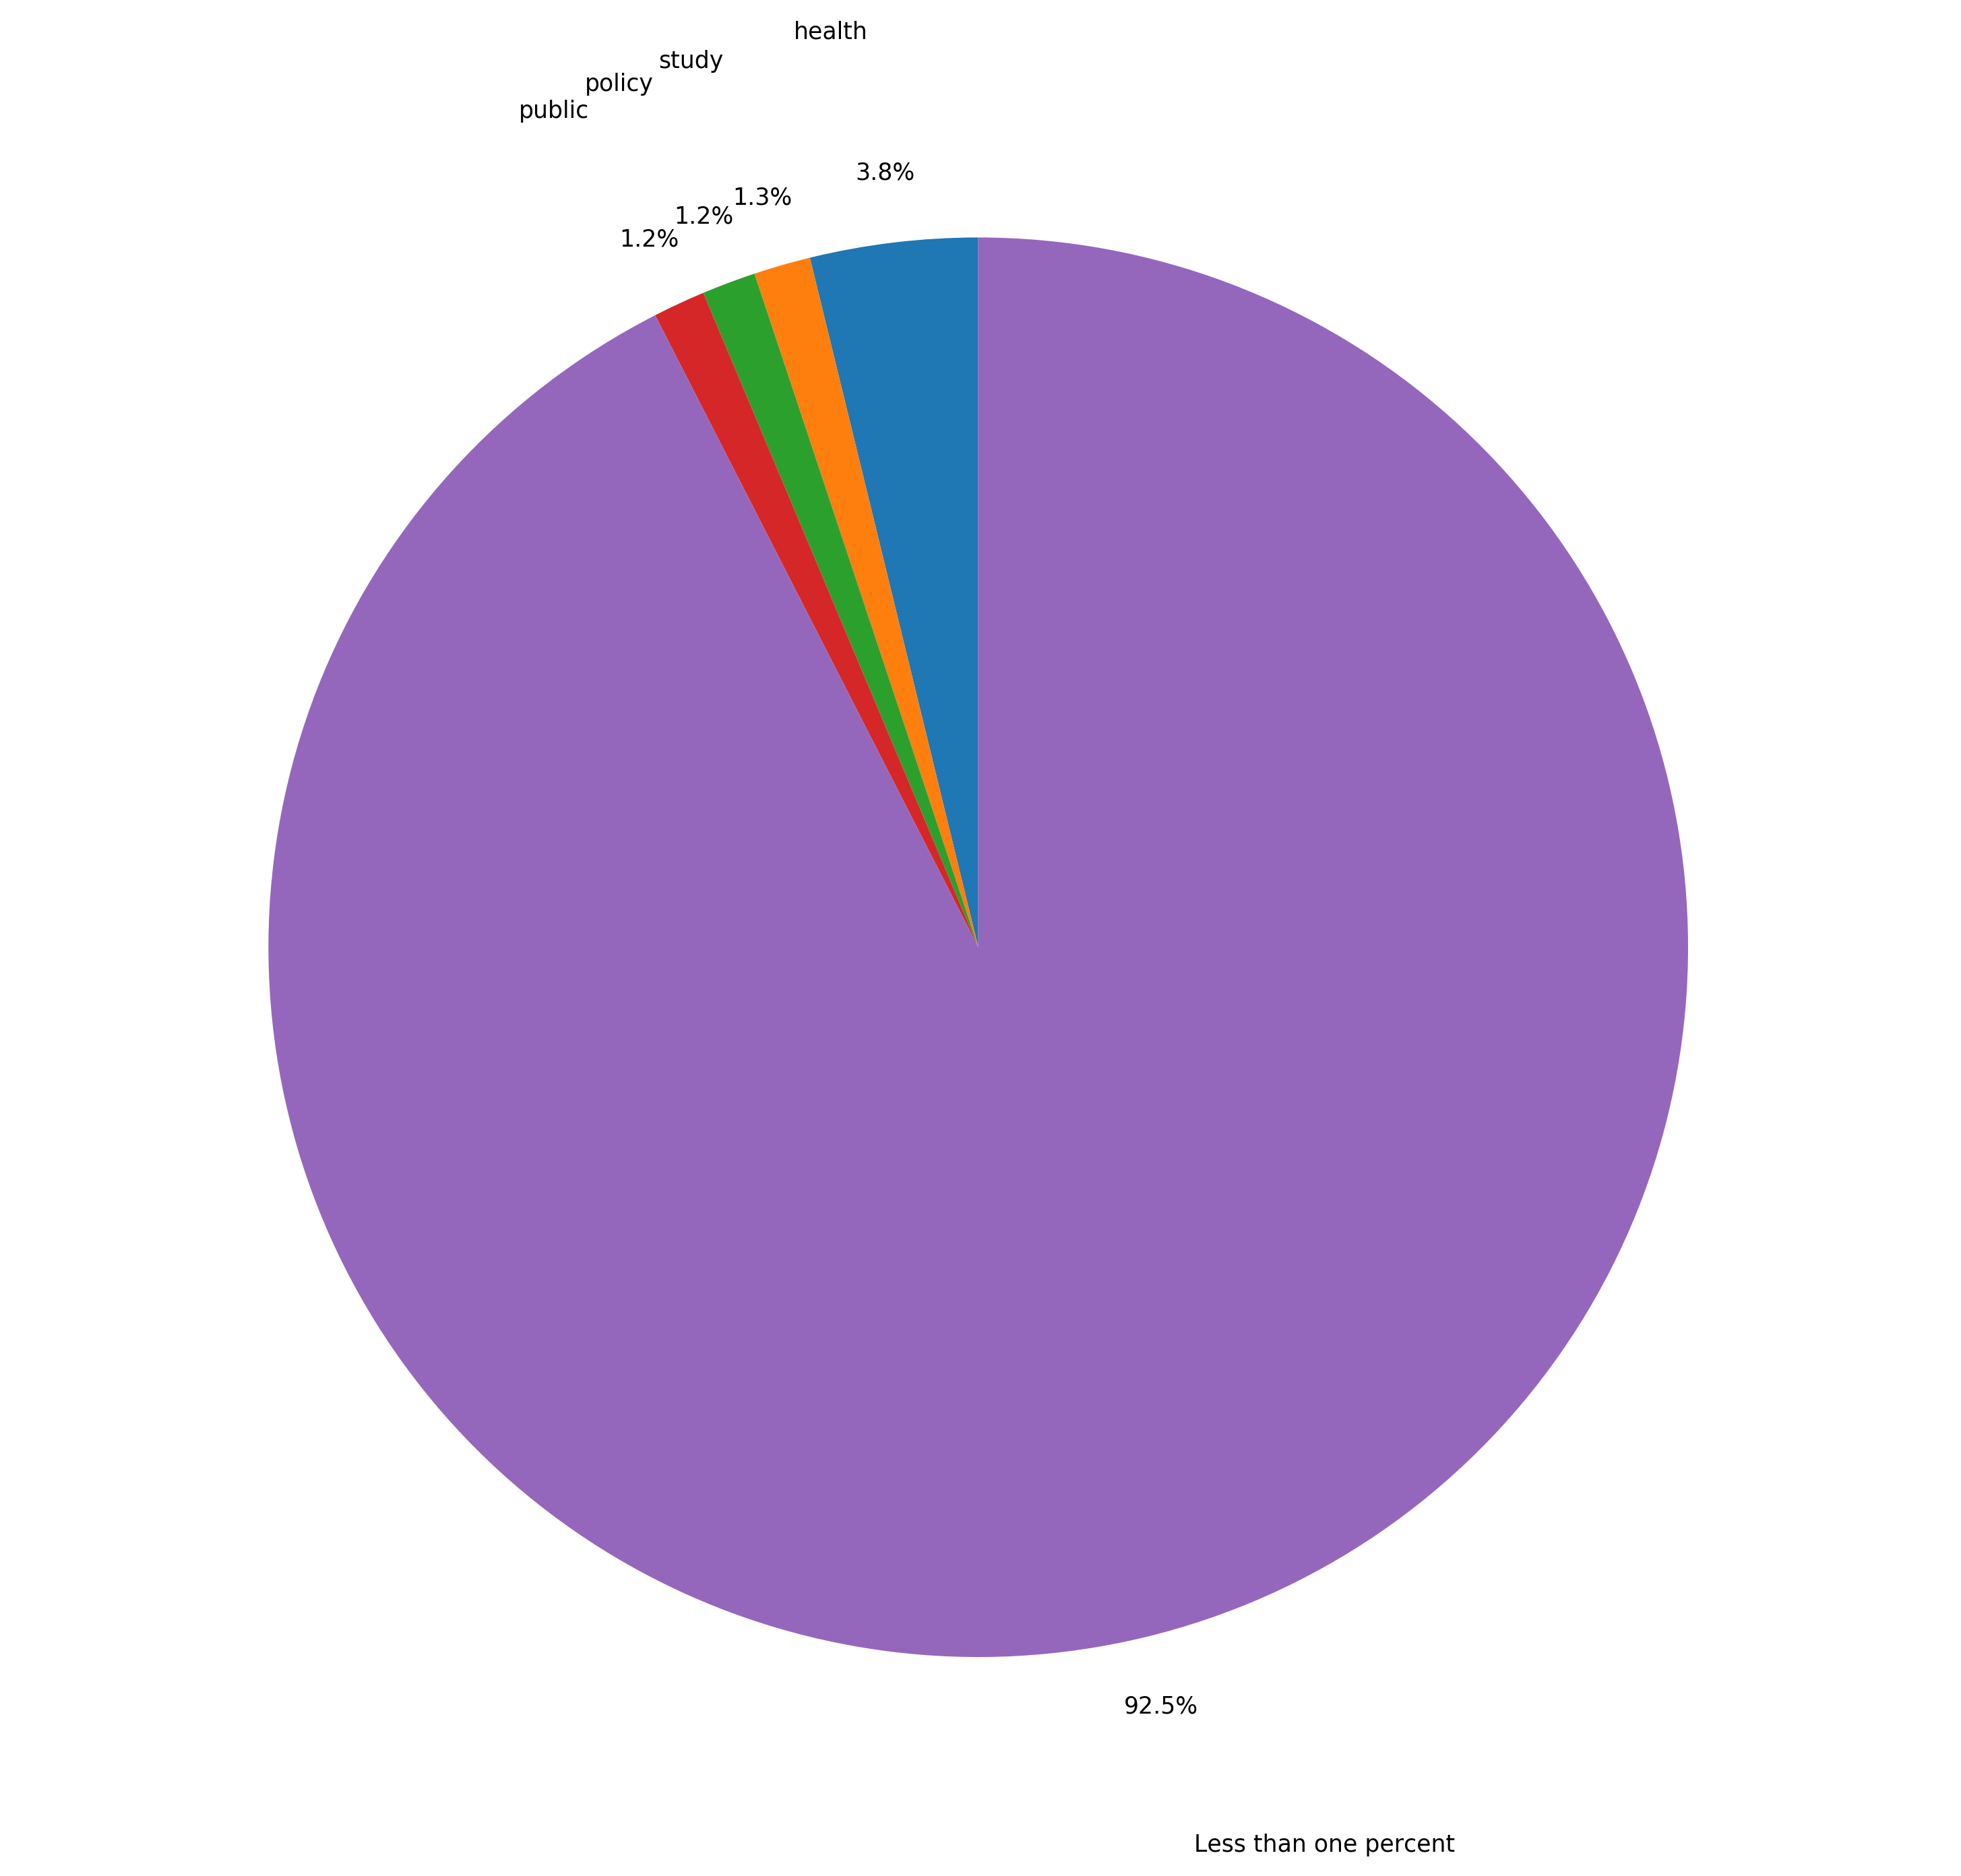 health
study
policy
public
3.8%
1.3%
1.2%
1.2%
92.5%
Less than one percent